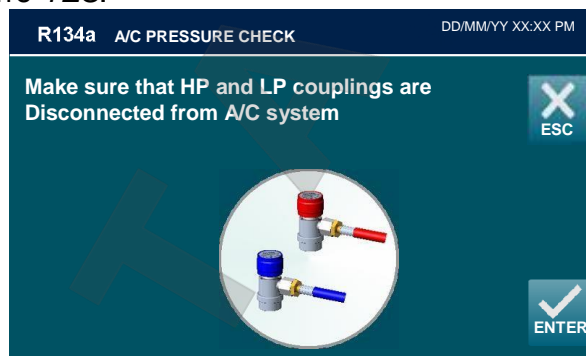 R134a A/C PRESSURE CHECK DD/MM/YY XX:XX PM
Make sure that HP and LP couplings are
Disconnected from A/C system
ESC
ENTER